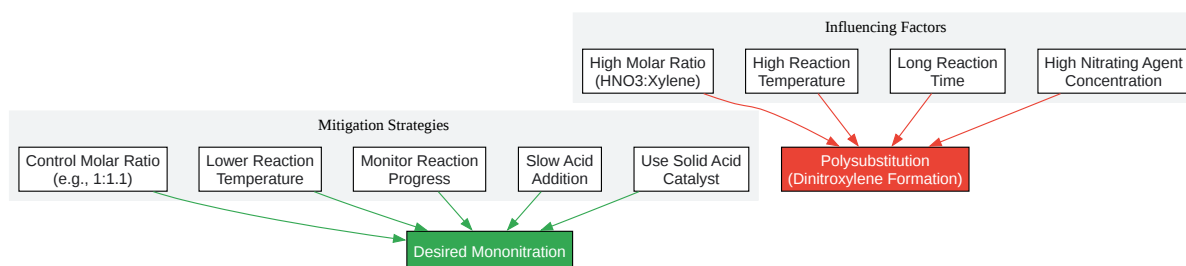 Influencing Factors
High Molar Ratio
(HNO3:Xylene)
High Reaction
Temperature
Long Reaction
Time
High Nitrating Agent
Concentration
Polysubstitution
(Dinitroxylene Formation)
Mitigation Strategies
Control Molar Ratio
(e.g., 1:1.1)
Lower Reaction
Temperature
Monitor Reaction
Progress
Slow Acid
Addition
Use Solid Acid
Catalyst
Desired Mononitration